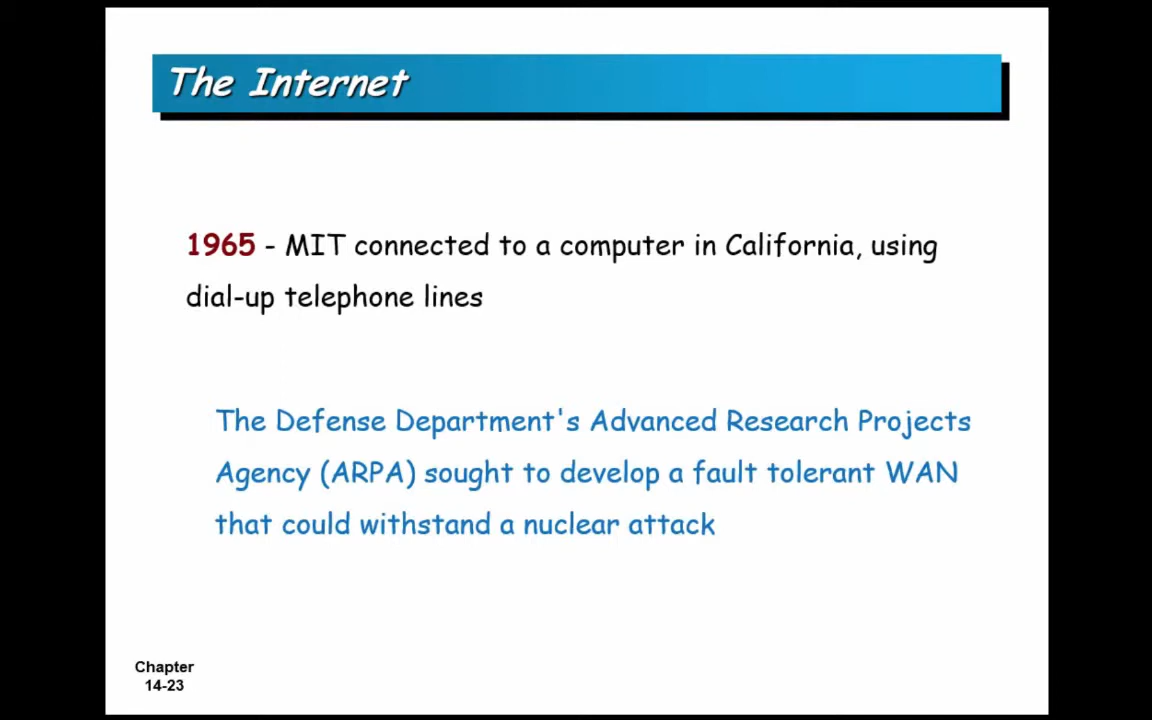 The Internet
1965 - MIT connected to a computer in California, using
dial-up telephone lines
The Defense Department's Advanced Research Projects
Agency (ARPA) sought to develop a fault tolerant WAN
that could withstand a nuclear attack
Chapter
14-23